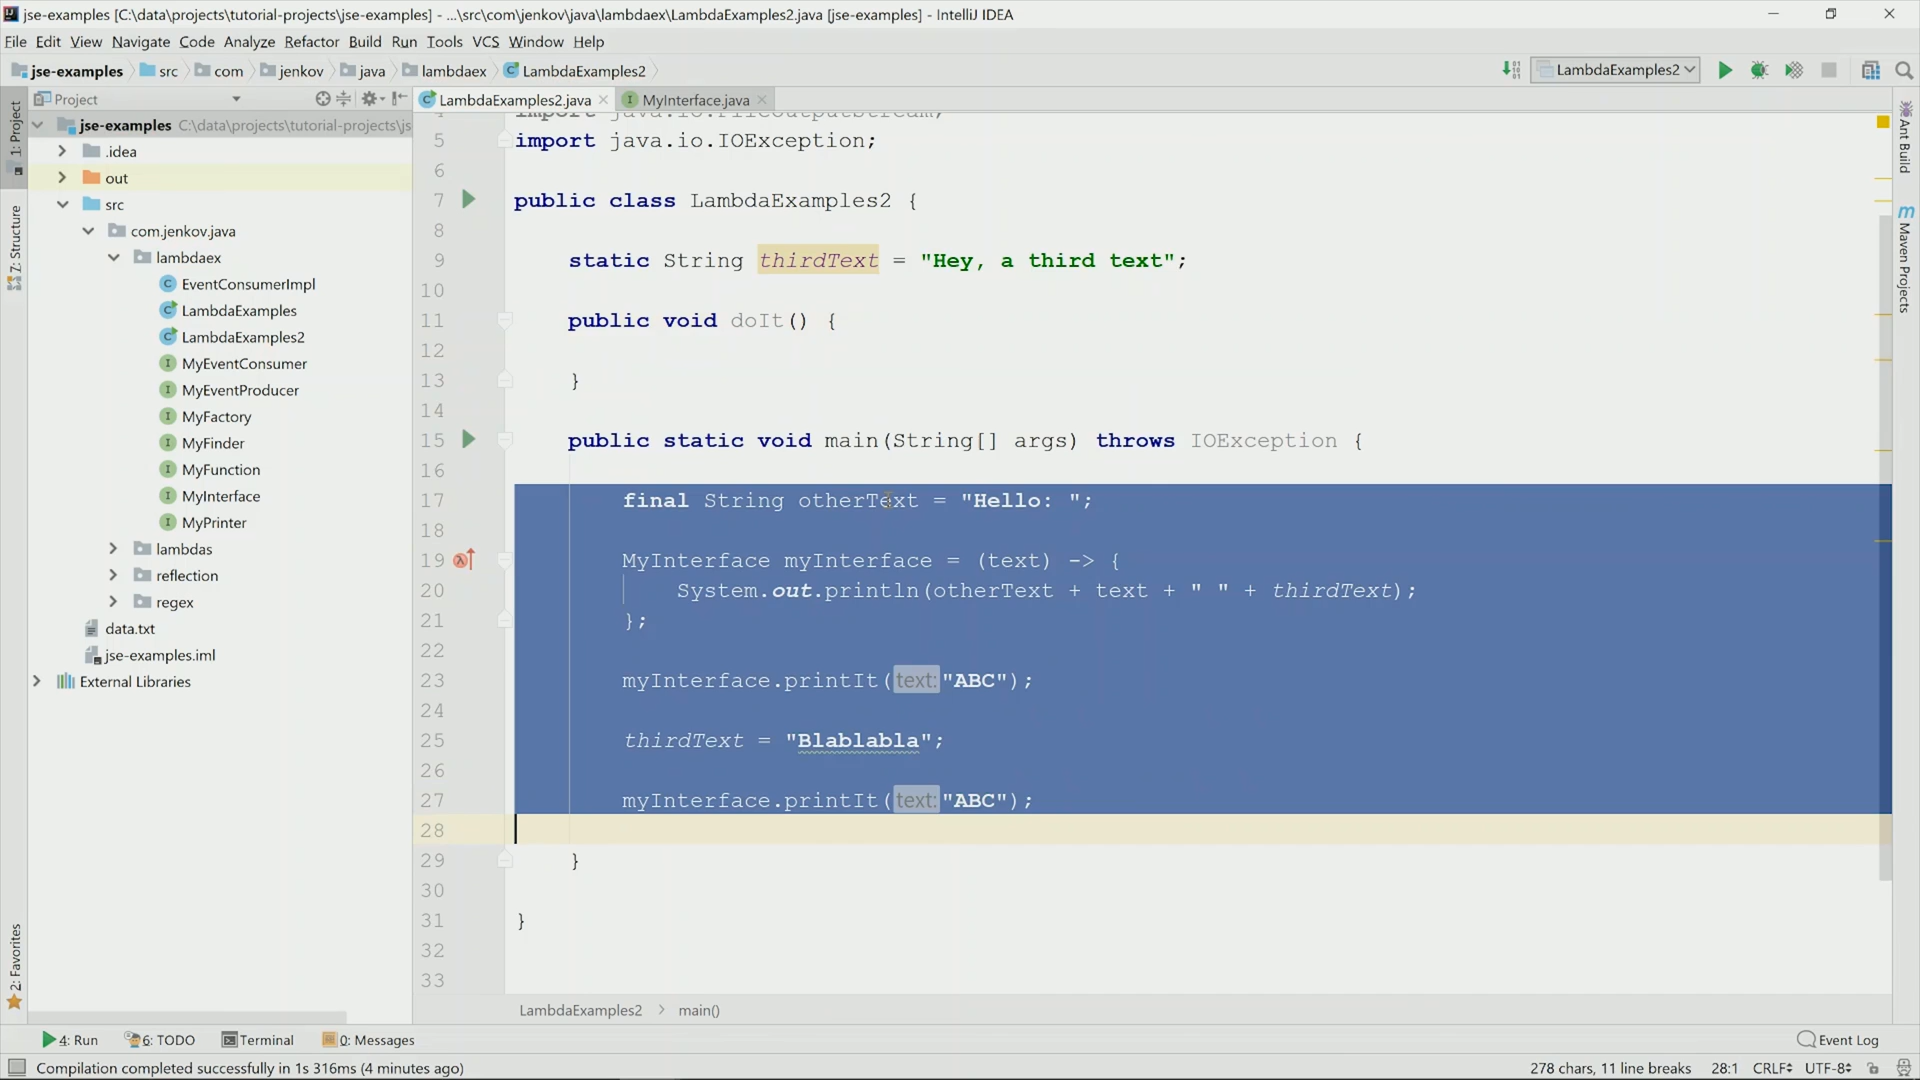 jse-examples [C:\data\projects\tutorial-projects\jse-examples] - ...\src\com\jenkov\java\lambdaex\LambdaExamples2.java [jse-examples] - IntelliJ IDEA
File Edit View Navigate Code Analyze Refactor Build Run Tools VCS Window Help
jse-examples src com jenkov java lambdaex LambdaExamples2
LambdaExamples2
Project
LambdaExamples2.java MyInterface.java
1: Project
Z: Structure
2: Favorites
jse-examples C:\data\projects\tutorial-projects\js
.idea
out
src
com.jenkov.java
lambdaex
EventConsumerImpl
LambdaExamples
LambdaExamples2
MyEventConsumer
MyEventProducer
MyFactory
MyFinder
MyFunction
MyInterface
MyPrinter
lambdas
reflection
regex
data.txt
jse-examples.iml
External Libraries
4 import java.io.FileOutputStream;
5 import java.io.IOException;
6
7 public class LambdaExamples2 {
8
9 static String thirdText = "Hey, a third text";
10
11 public void doIt() {
12
13 }
14
15 public static void main(String[] args) throws IOException {
16
17 final String otherText = "Hello: ";
18
19 MyInterface myInterface = (text) -> {
20 System.out.println(otherText + text + " " + thirdText);
21 };
22
23 myInterface.printIt( text: "ABC");
24
25 thirdText = "Blablabla";
26
27 myInterface.printIt( text: "ABC");
28
29 }
30
31 }
32
33
LambdaExamples2 main()
Ant Build
Maven Projects
4: Run 6: TODO Terminal 0: Messages Event Log
Compilation completed successfully in 1s 316ms (4 minutes ago) 278 chars, 11 line breaks 28:1 CRLF UTF-8